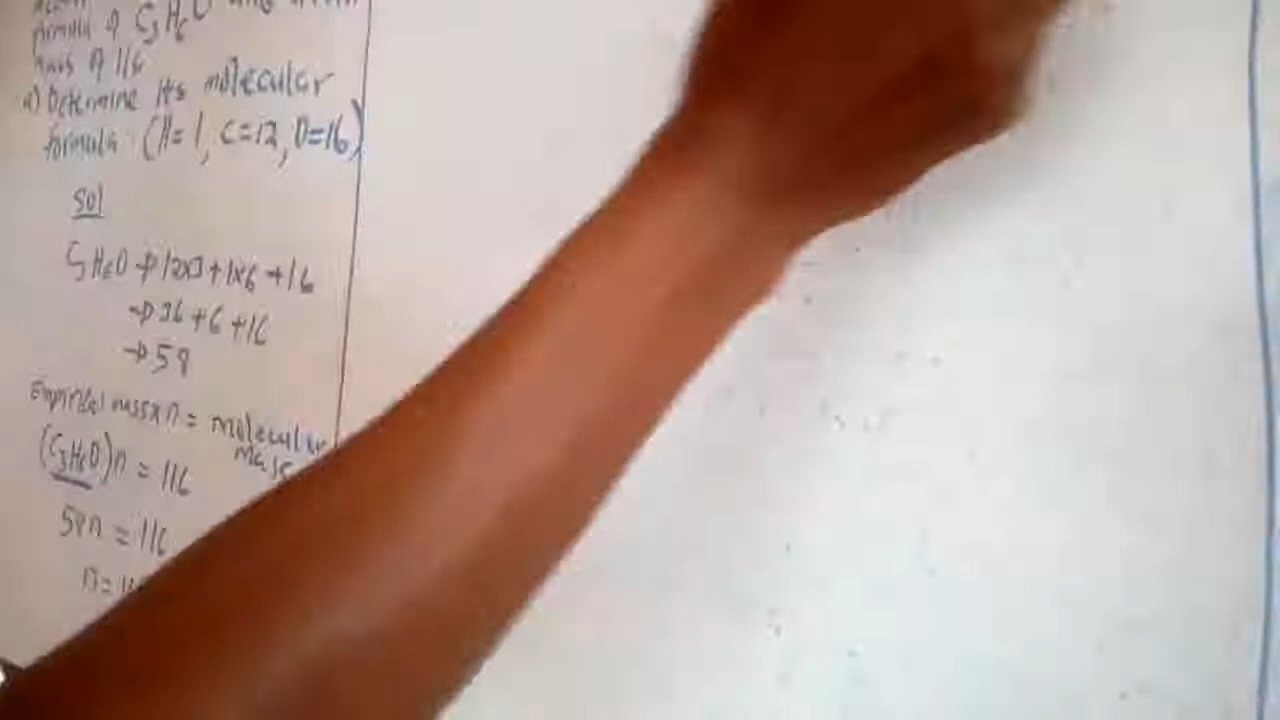 formula of C3H6O and
mass of 116
a) Determine its molecular
formula. (H=1, C=12, O=16)
sol
C3H6O → 12x3+1x6+16
→ 36+6+16
→ 58
Empirical mass x n = molecular
mass
(C3H6O)n = 116
58n = 116
n=